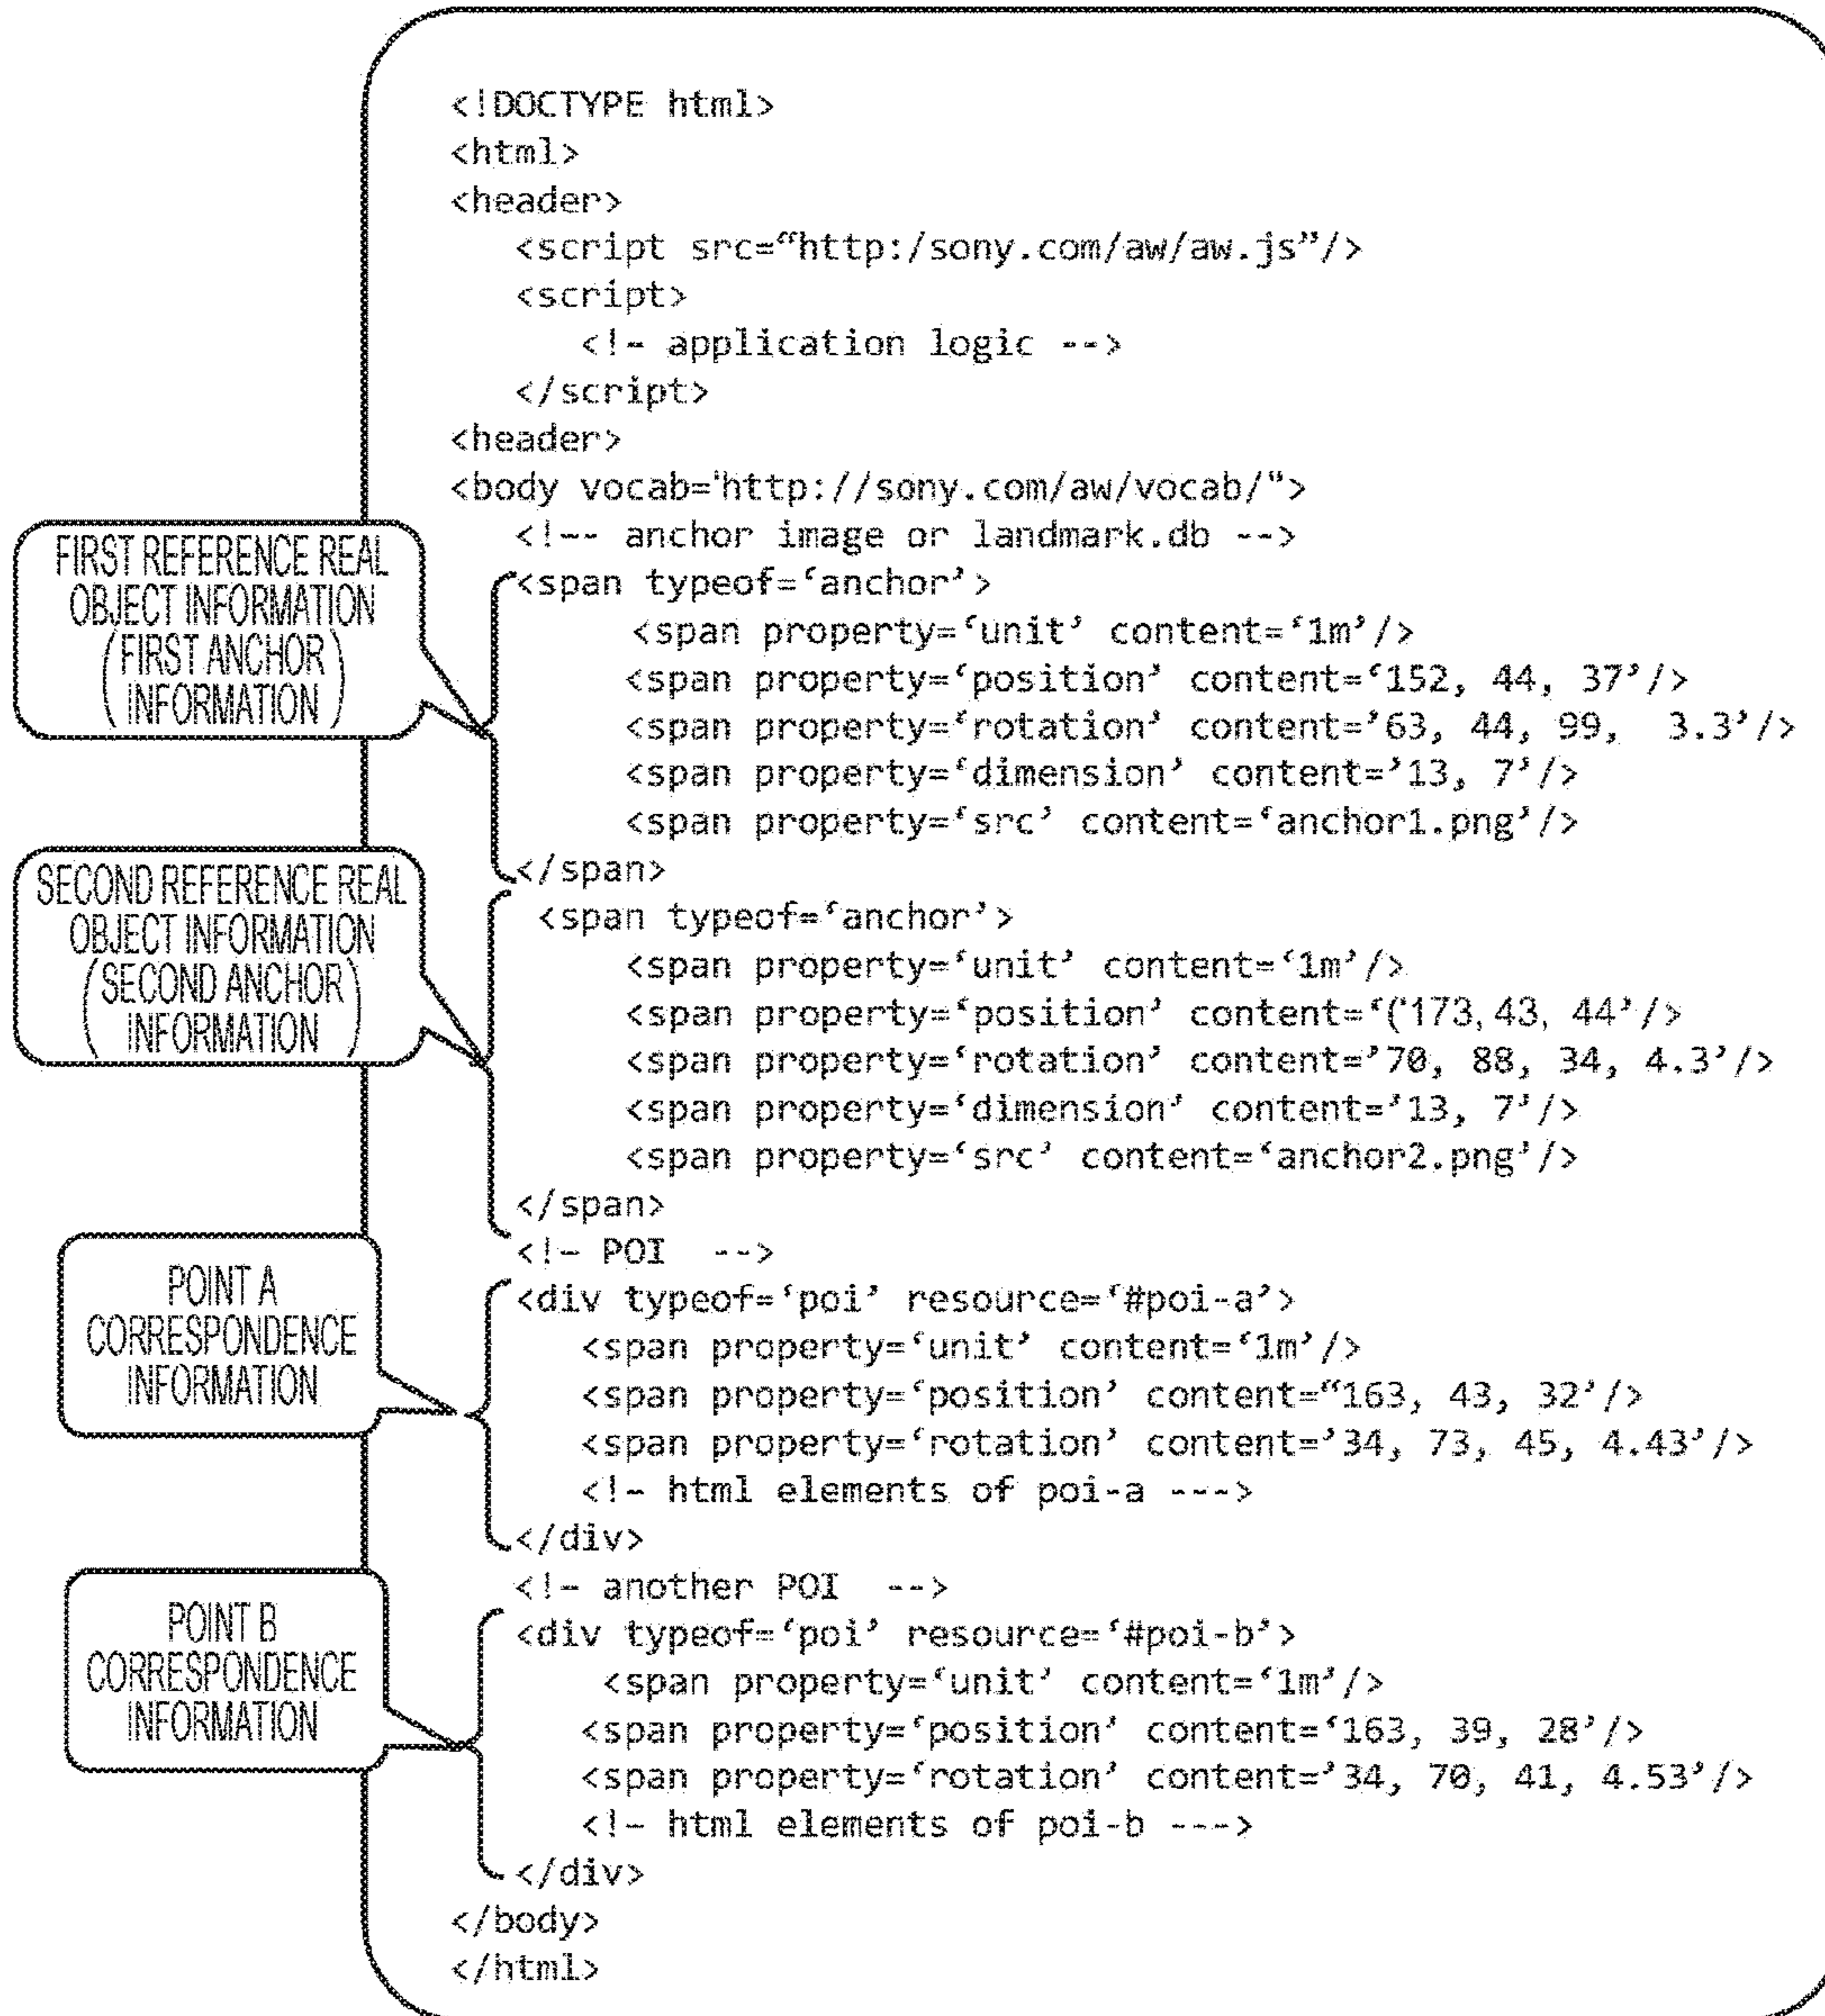 <!DOCTYPE html>
<html>
<header>
<script src=“http:/sony.com/aw/aw.js”/>
<script>
<!- application logic -->
</script>
<header>
<body vocab='http://sony.com/aw/vocab/">
<!-- anchor image or landmark.db -->
FIRST REFERENCE REAL
OBJECT INFORMATION
(FIRST ANCHOR
INFORMATION)
<span typeof=‘anchor’>
<span property=‘unit’ content=‘1m’/>
<span property=‘position’ content=‘152, 44, 37’/>
<span property=‘rotation’ content=’63, 44, 99, 3.3’/>
<span property=‘dimension’ content=’13, 7’/>
<span property=‘src’ content=‘anchor1.png’/>
</span>
SECOND REFERENCE REAL
OBJECT INFORMATION
(SECOND ANCHOR
INFORMATION)
<span typeof=‘anchor’>
<span property=‘unit’ content=‘1m’/>
<span property=‘position’ content=‘('173, 43, 44’/>
<span property=‘rotation’ content=’70, 88, 34, 4.3’/>
<span property=‘dimension’ content=’13, 7’/>
<span property=‘src’ content=‘anchor2.png’/>
</span>
<!- POI -->
POINT A
CORRESPONDENCE
INFORMATION
<div typeof=‘poi’ resource=‘#poi-a’>
<span property=‘unit’ content=‘1m’/>
<span property=‘position’ content=“163, 43, 32’/>
<span property=‘rotation’ content=’34, 73, 45, 4.43’/>
<!- html elements of poi-a --->
</div>
<!- another POI -->
POINT B
CORRESPONDENCE
INFORMATION
<div typeof=‘poi’ resource=‘#poi-b’>
<span property=‘unit’ content=‘1m’/>
<span property=‘position’ content=‘163, 39, 28’/>
<span property=‘rotation’ content=’34, 70, 41, 4.53’/>
<!- html elements of poi-b --->
</div>
</body>
</html>